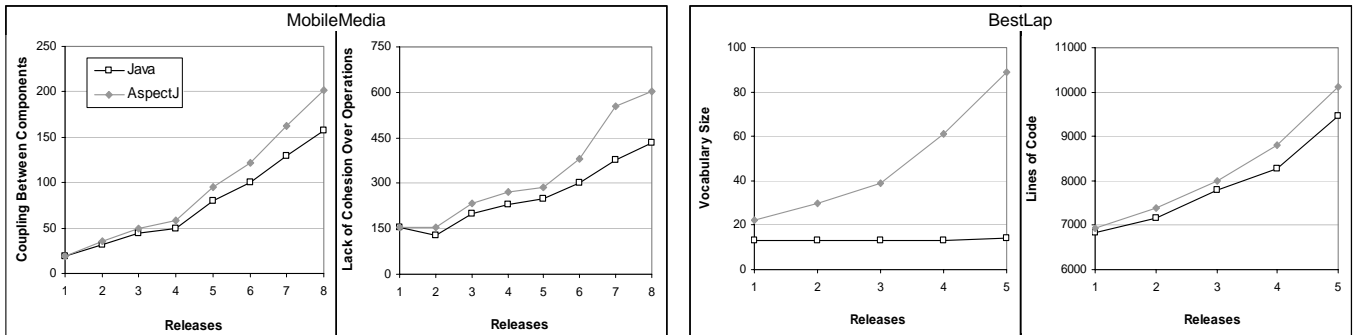 MobileMedia
Coupling Between Components
250
200
150
100
50
0
Java
AspectJ
1 2 3 4 5 6 7 8
Releases
Lack of Cohesion Over Operations
750
600
450
300
150
0
1 2 3 4 5 6 7 8
Releases
BestLap
Vocabulary Size
100
80
60
40
20
0
1 2 3 4 5
Releases
Lines of Code
11000
10000
9000
8000
7000
6000
1 2 3 4 5
Releases